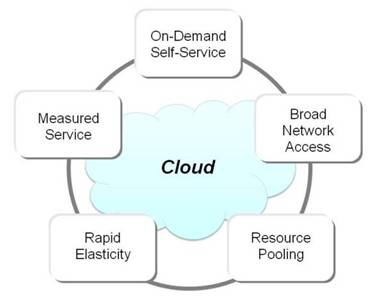 On-Demand
Self-Service
Measured
Service
Broad
Network
Access
Cloud
Rapid
Elasticity
Resource
Pooling